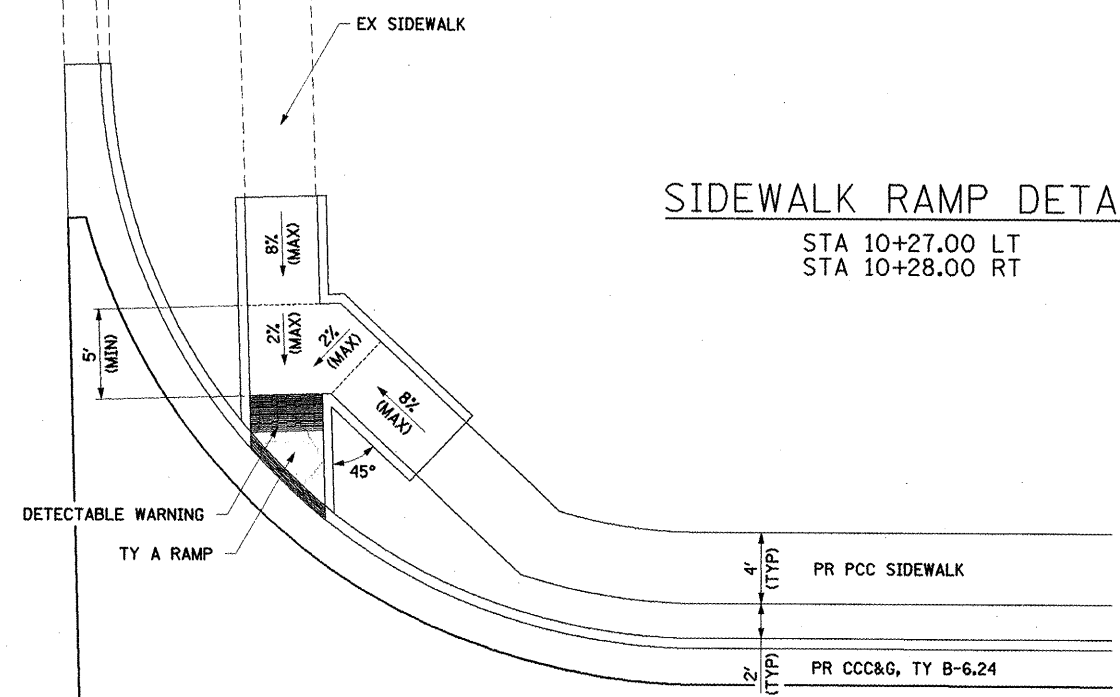 EX SIDEWALK
SIDEWALK RAMP DETA
STA 10+27.00 LT
STA 10+28.00 RT
8%
(MAX)
2%
(MAX)
2%
(MAX)
5'
(MIN)
8%
(MAX)
45°
DETECTABLE WARNING
TY A RAMP
4'
(TYP)
PR PCC SIDEWALK
2'
(TYP)
PR CCC&G, TY B-6.24